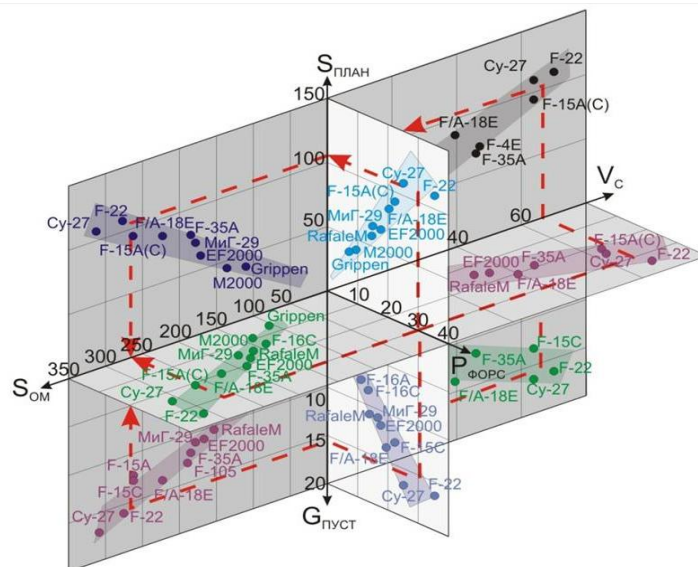 S ПЛАН
150
100
50
Су-27
F-22
F-15A(C)
F/A-18E
F-4E
F-35A
V C
60
40
Су-27
F-22
F-15A(C)
МиГ-29
F/A-18E
RafaleM
EF2000
M2000
Grippen
F-22
Су-27
F/A-18E
F-35A
F-15A(C)
МиГ-29
EF2000
Grippen
M2000
F-15A(C)
EF2000
F-35A
Су-27
F-22
RafaleM
F/A-18E
10
20
30
40
P ФОРС
50
100
150
200
250
300
350
S ОМ
Grippen
M2000
F-16C
МиГ-29
RafaleM
EF2000
F-35A
F-15A(C)
F/A-18E
Су-27
F-22
F-15C
F-35A
F-22
F/A-18E
Су-27
10
15
20
G ПУСТ
F-16A
F-16C
RafaleM
МиГ-29
EF2000
F-15C
F-22
Су-27
RafaleM
МиГ-29
EF2000
F-35A
F-105
F-15A
F-15C
F/A-18E
Су-27
F-22